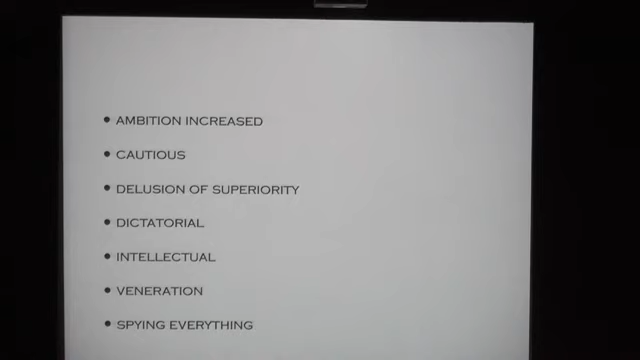 • AMBITION INCREASED
• CAUTIOUS
• DELUSION OF SUPERIORITY
• DICTATORIAL
• INTELLECTUAL
• VENERATION
• SPYING EVERYTHING